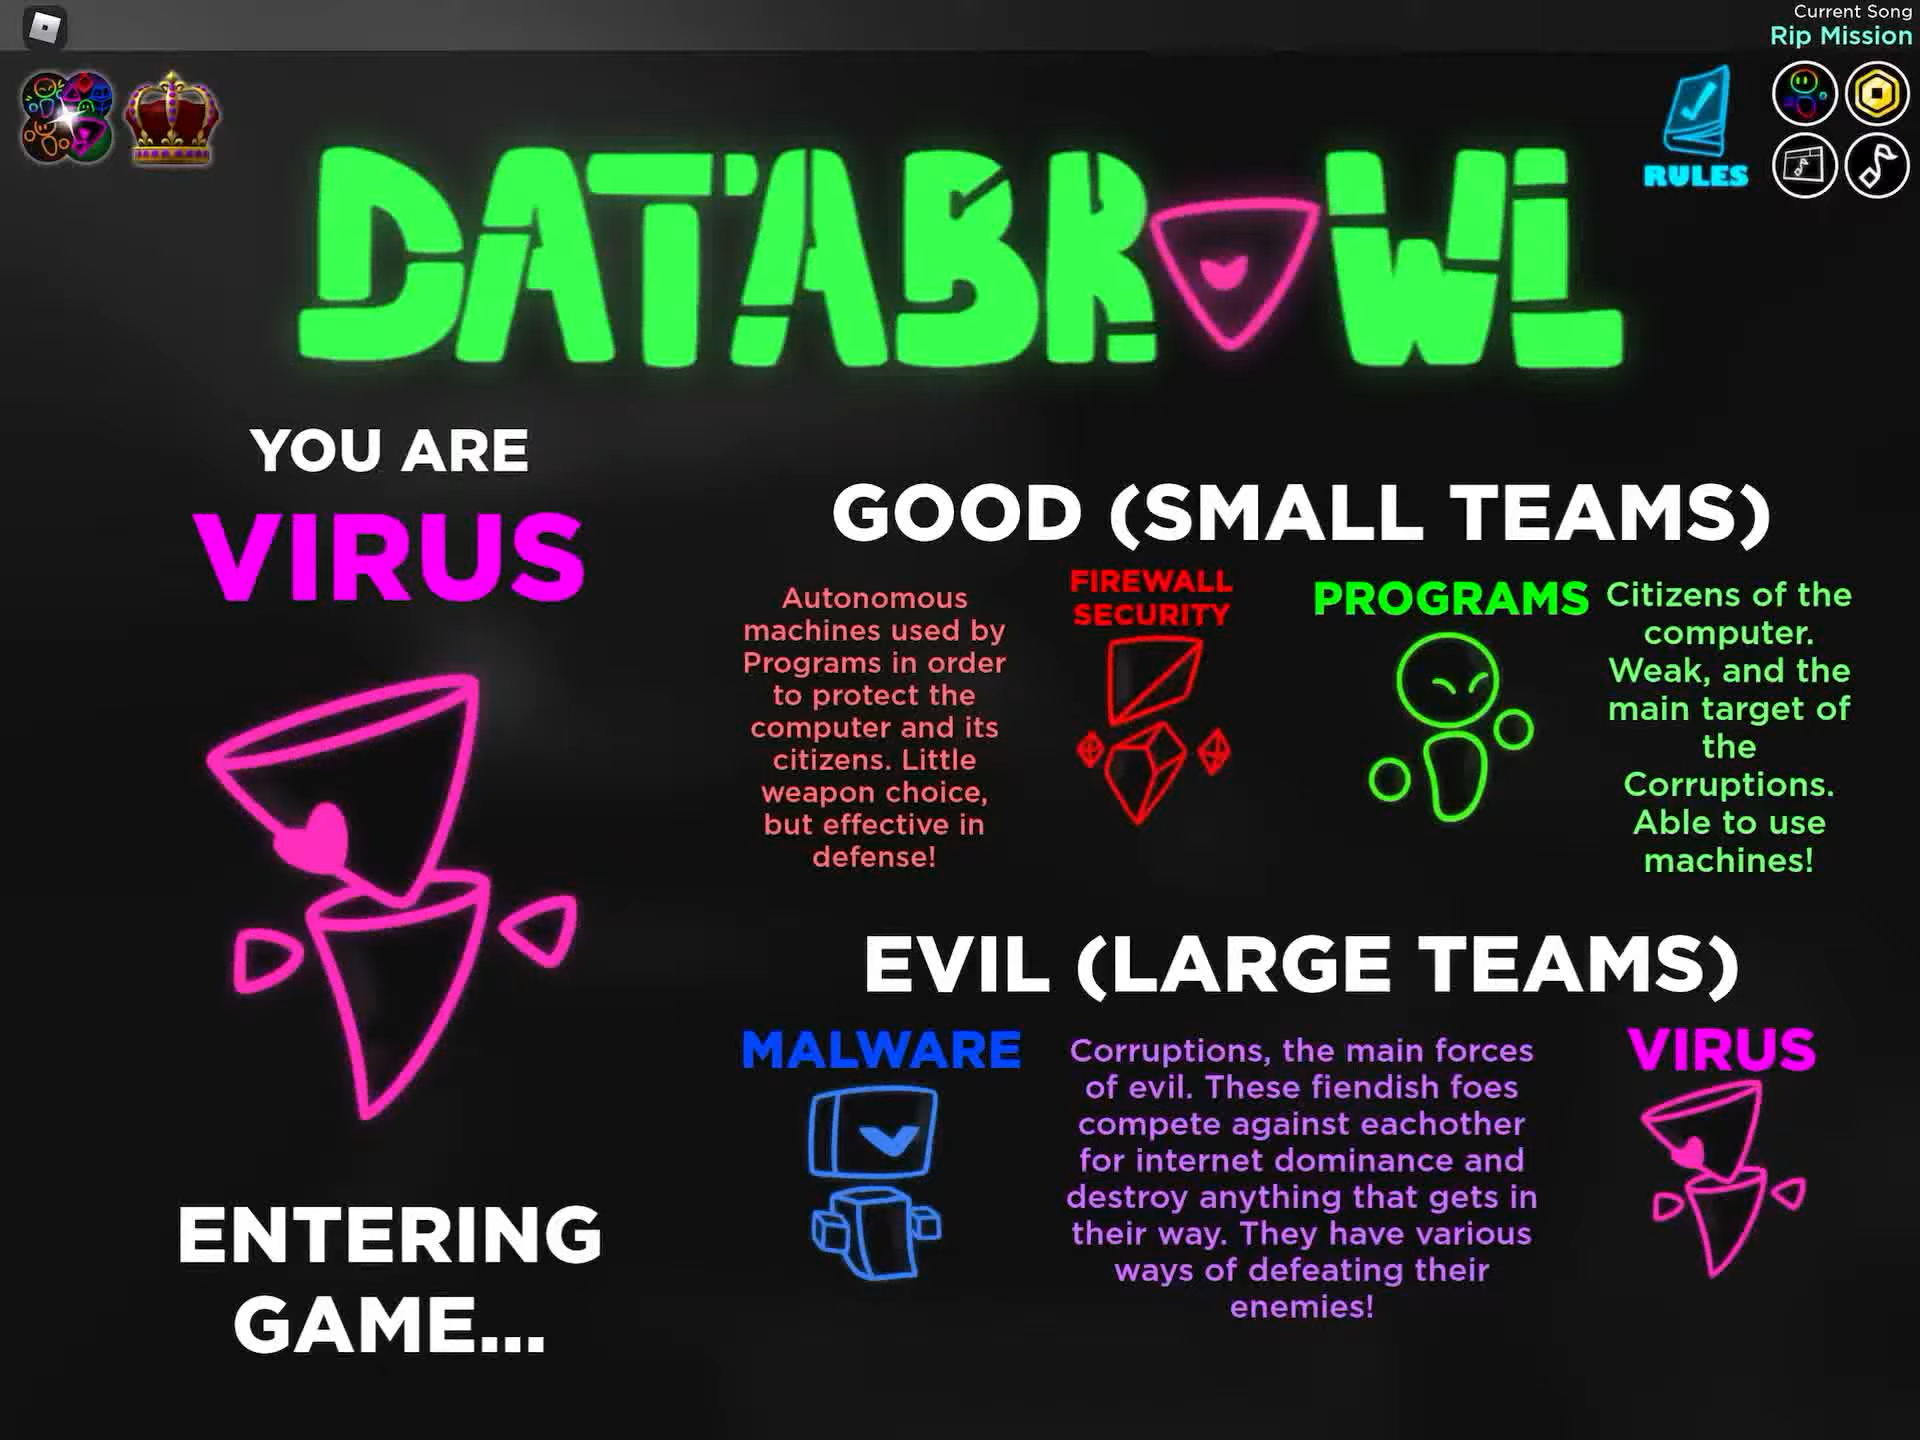 Current Song
Rip Mission
RULES
DATABRWL
YOU ARE
VIRUS
ENTERING
GAME...
GOOD (SMALL TEAMS)
Autonomous
machines used by
Programs in order
to protect the
computer and its
citizens. Little
weapon choice,
but effective in
defense!
FIREWALL
SECURITY
PROGRAMS
Citizens of the
computer.
Weak, and the
main target of
the
Corruptions.
Able to use
machines!
EVIL (LARGE TEAMS)
MALWARE
Corruptions, the main forces
of evil. These fiendish foes
compete against eachother
for internet dominance and
destroy anything that gets in
their way. They have various
ways of defeating their
enemies!
VIRUS